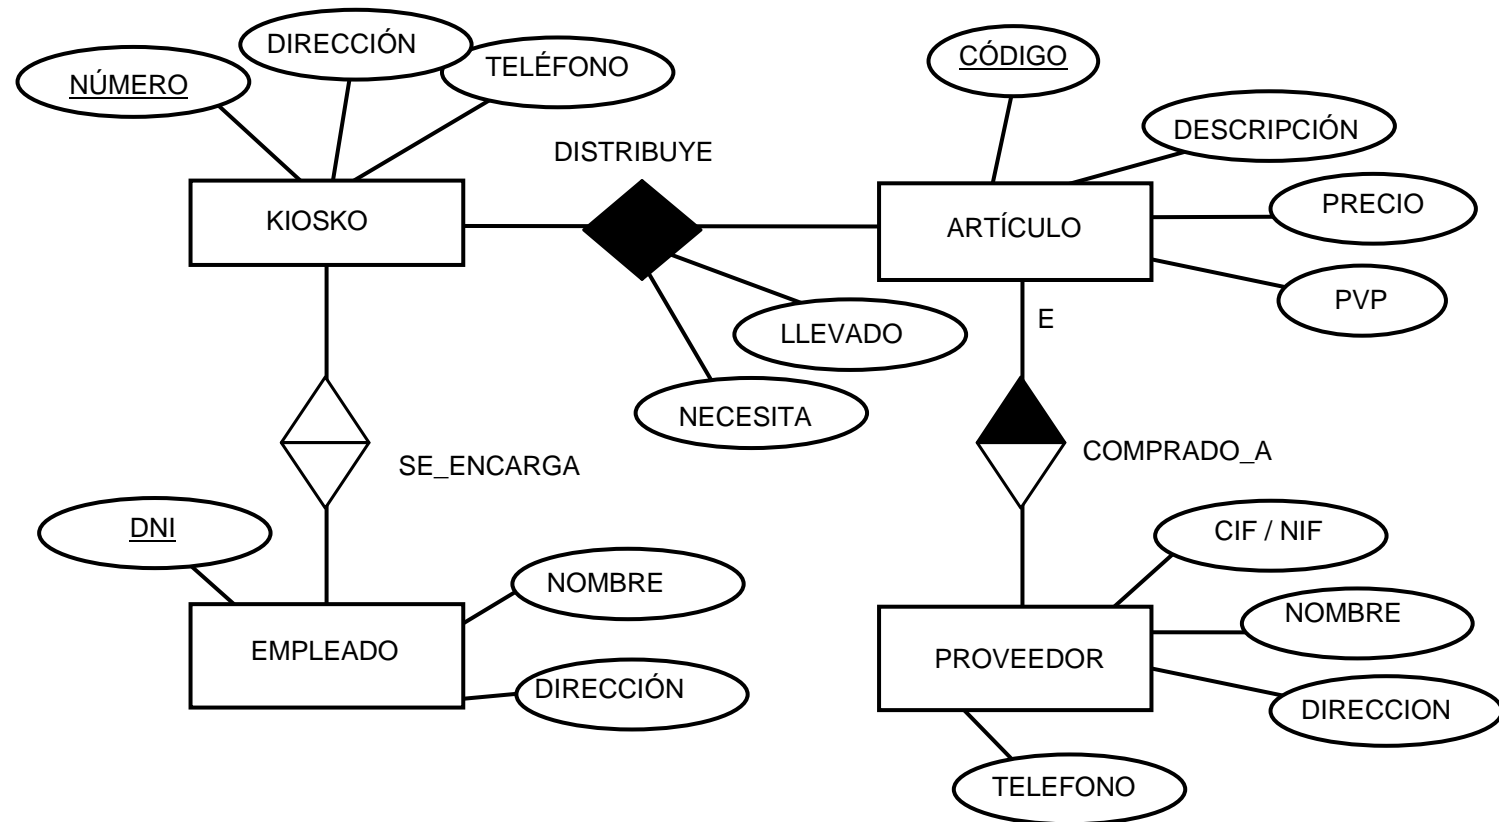 DIRECCIÓN
TELÉFONO
NÚMERO
CÓDIGO
DESCRIPCIÓN
DISTRIBUYE
PRECIO
KIOSKO
ARTÍCULO
PVP
E
LLEVADO
NECESITA
SE_ENCARGA
COMPRADO_A
DNI
CIF / NIF
NOMBRE
NOMBRE
EMPLEADO
PROVEEDOR
DIRECCIÓN
DIRECCION
TELEFONO